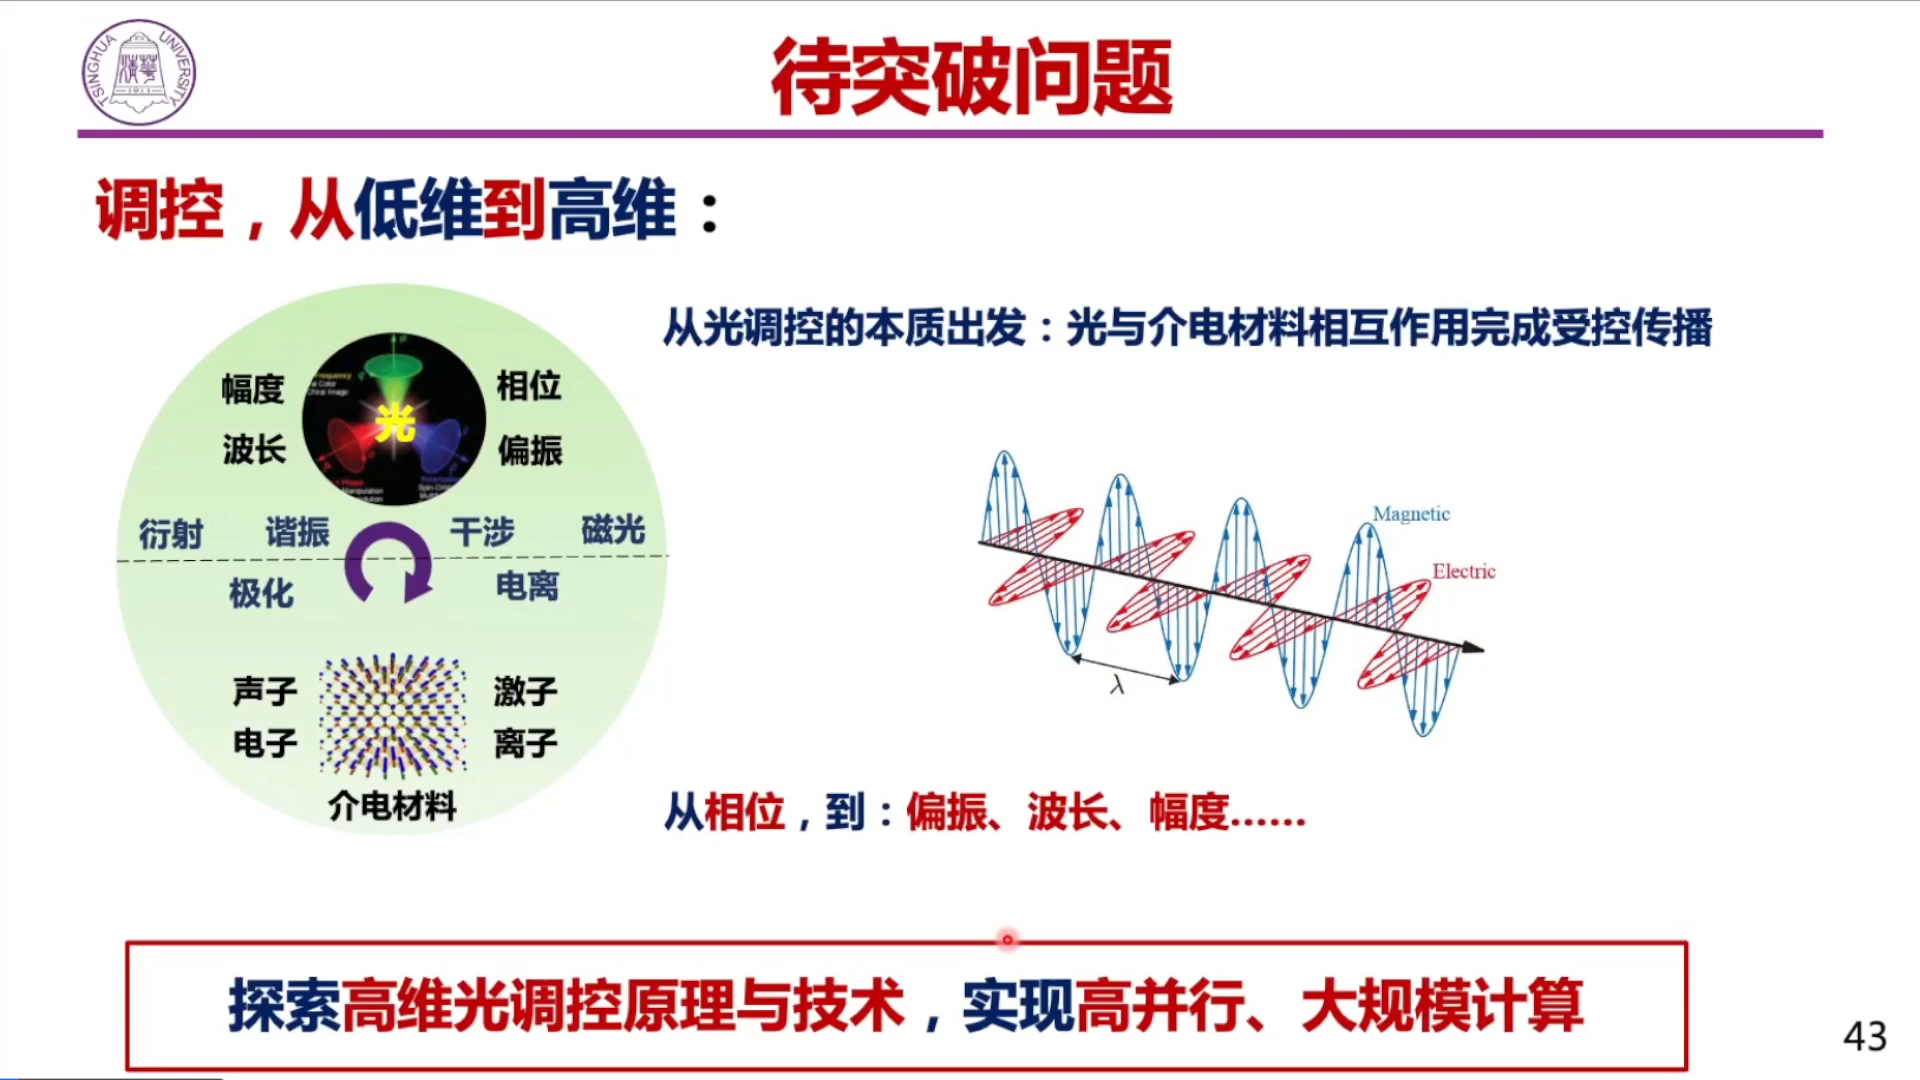 TSINGHUA UNIVERSITY
1911
待突破问题
调控，从低维到高维：
从光调控的本质出发：光与介电材料相互作用完成受控传播
幅度
相位
光
波长
偏振
衍射
谐振
干涉
磁光
极化
电离
声子
激子
电子
离子
介电材料
Magnetic
Electric
λ
从相位，到：偏振、波长、幅度……
探索高维光调控原理与技术，实现高并行、大规模计算
43